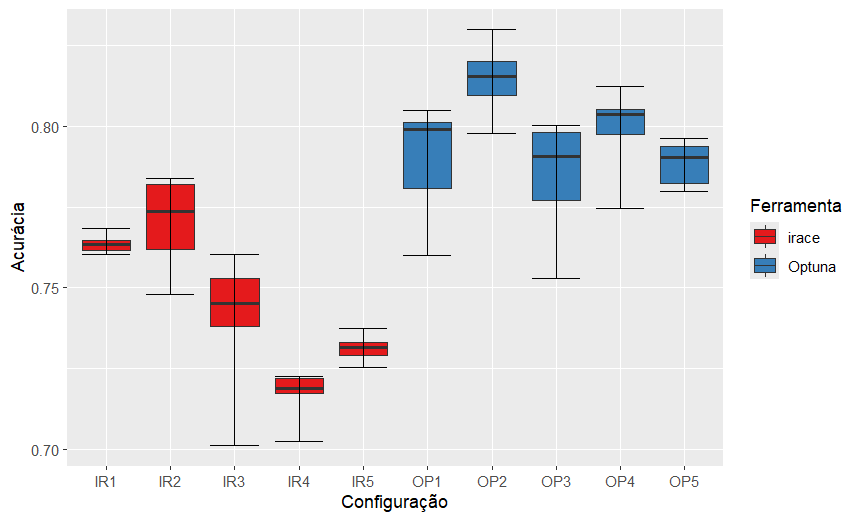 Acurácia
0.80
0.75
0.70
IR1 IR2 IR3 IR4 IR5 OP1 OP2 OP3 OP4 OP5
Configuração
Ferramenta
irace
Optuna